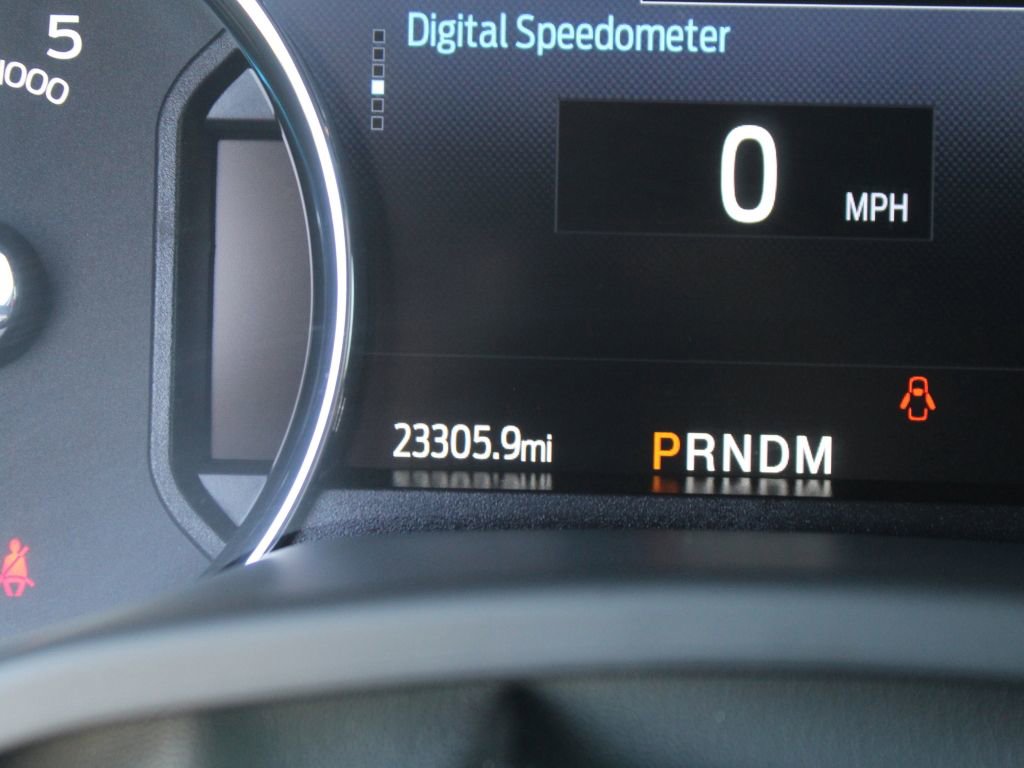 5
Digital Speedometer
1000
0 MPH
23305.9mi
PRNDM